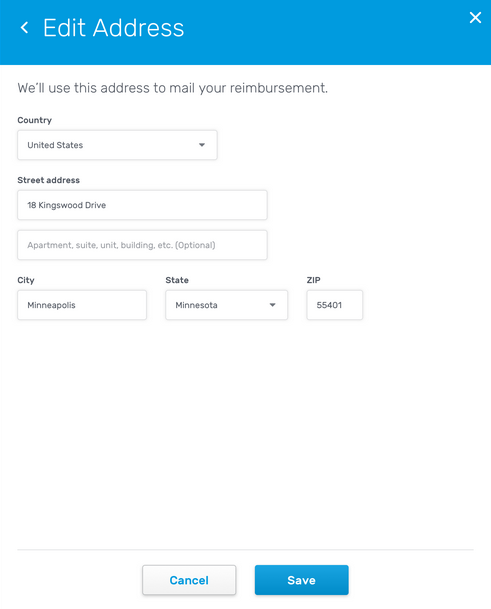 Edit Address
We'll use this address to mail your reimbursement.
Country
United States
Street address
18 Kingswood Drive
Apartment, suite, unit, building, etc. (Optional)
City State ZIP
Minneapolis Minnesota 55401
Cancel Save